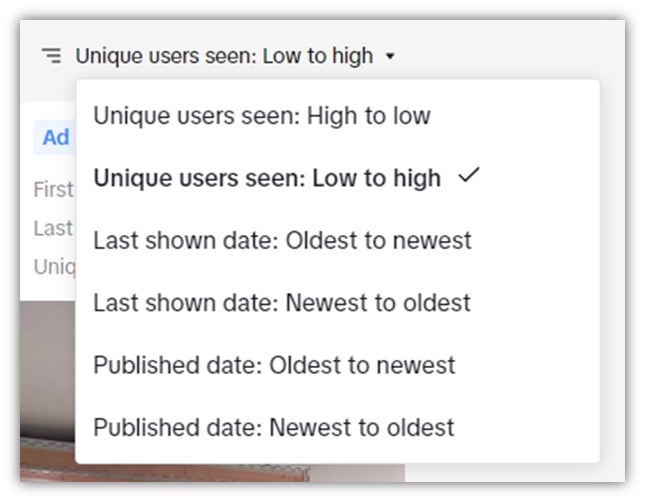 Unique users seen: Low to high
Unique users seen: High to low
Ad
Unique users seen: Low to high
First
Last shown date: Oldest to newest
Last
Uniq
Last shown date: Newest to oldest
Published date: Oldest to newest
Published date: Newest to oldest